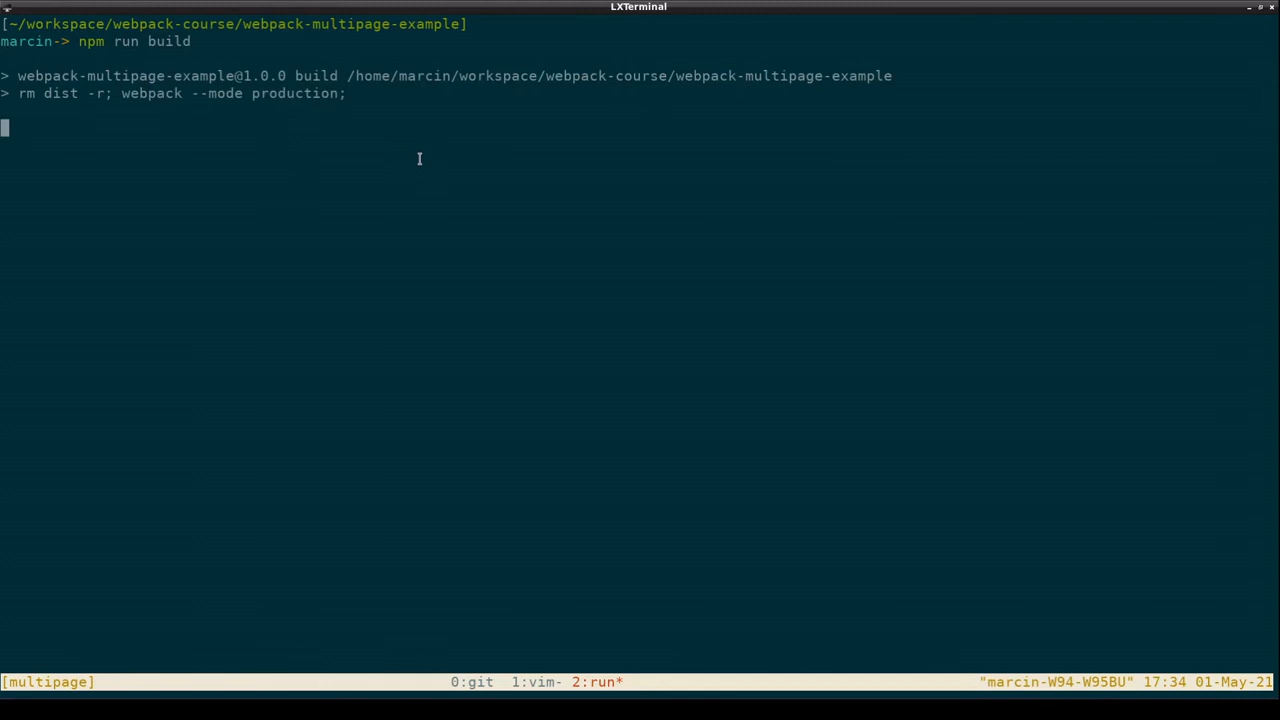 LXTerminal
[~/workspace/webpack-course/webpack-multipage-example]
marcin-> npm run build
> webpack-multipage-example@1.0.0 build /home/marcin/workspace/webpack-course/webpack-multipage-example
> rm dist -r; webpack --mode production;
[multipage] 0:git 1:vim- 2:run* "marcin-W94-W95BU" 17:34 01-May-21